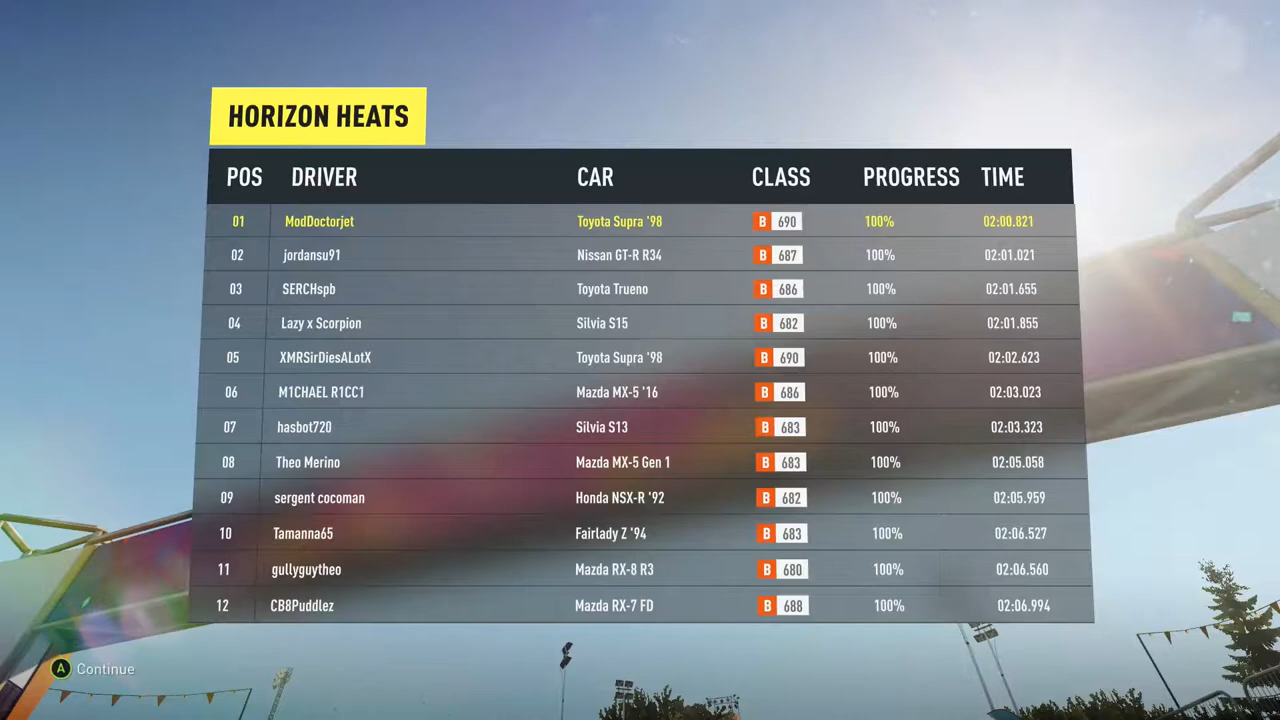 HORIZON HEATS
POS DRIVER CAR CLASS PROGRESS TIME
01 ModDoctorjet Toyota Supra '98 B 690 100% 02:00.821
02 jordansu91 Nissan GT-R R34 B 687 100% 02:01.021
03 SERCHspb Toyota Trueno B 686 100% 02:01.655
04 Lazy x Scorpion Silvia S15 B 682 100% 02:01.855
05 XMRSirDiesALotX Toyota Supra '98 B 690 100% 02:02.623
06 M1CHAEL R1CC1 Mazda MX-5 '16 B 686 100% 02:03.023
07 hasbot720 Silvia S13 B 683 100% 02:03.323
08 Theo Merino Mazda MX-5 Gen 1 B 683 100% 02:05.058
09 sergent cocoman Honda NSX-R '92 B 682 100% 02:05.959
10 Tamanna65 Fairlady Z '94 B 683 100% 02:06.527
11 gullyguytheo Mazda RX-8 R3 B 680 100% 02:06.560
12 CB8Puddlez Mazda RX-7 FD B 688 100% 02:06.994
A Continue